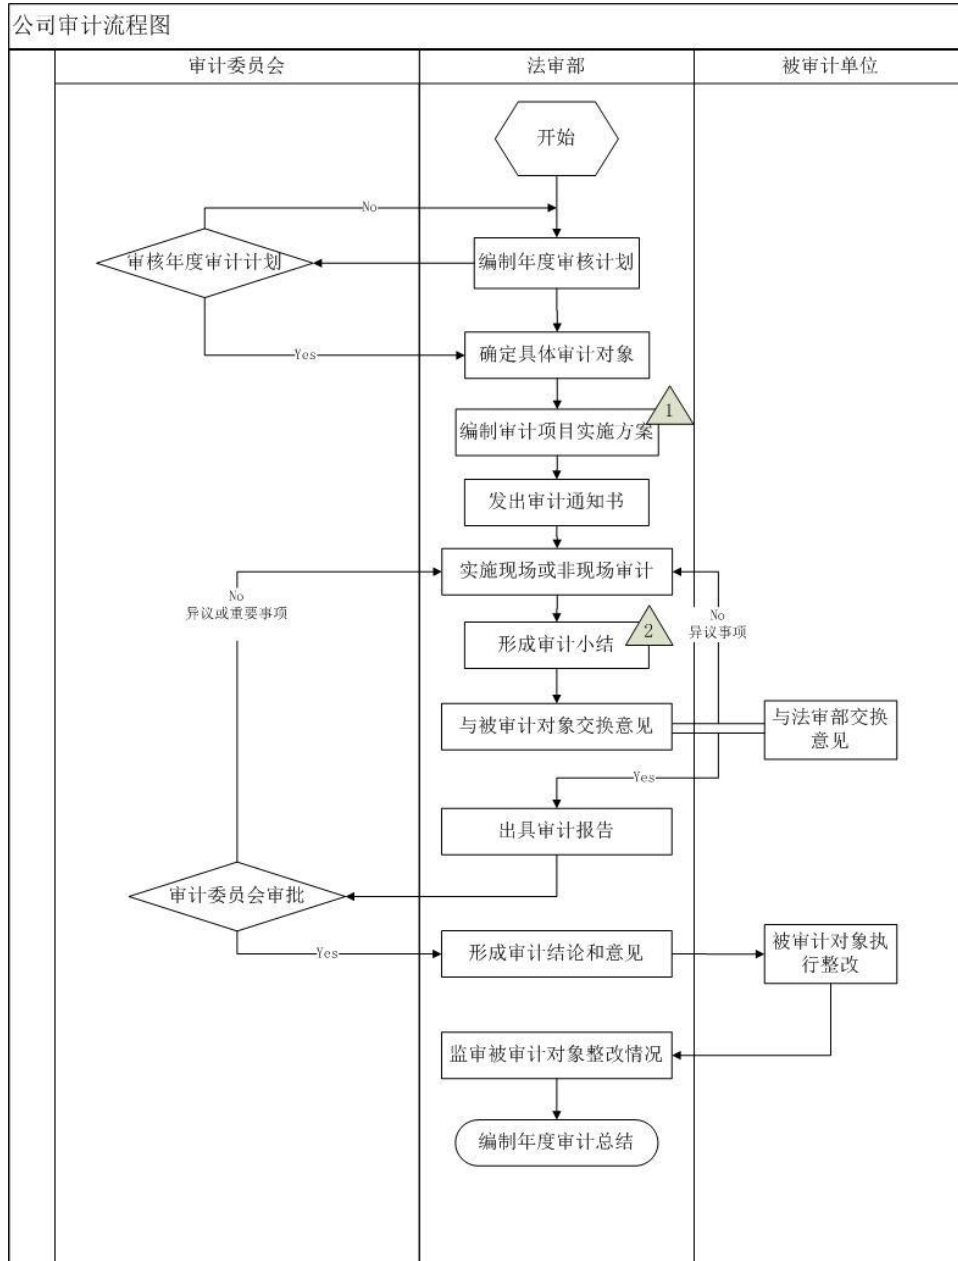 公司审计流程图
审计委员会
法审部
被审计单位
开始
No
审核年度审计计划
编制年度审核计划
Yes
确定具体审计对象
1
编制审计项目实施方案
发出审计通知书
实施现场或非现场审计
No
异议或重要事项
No
异议事项
2
形成审计小结
与被审计对象交换意见
与法审部交换
意见
Yes
出具审计报告
审计委员会审批
Yes
形成审计结论和意见
被审计对象执
行整改
监审被审计对象整改情况
编制年度审计总结